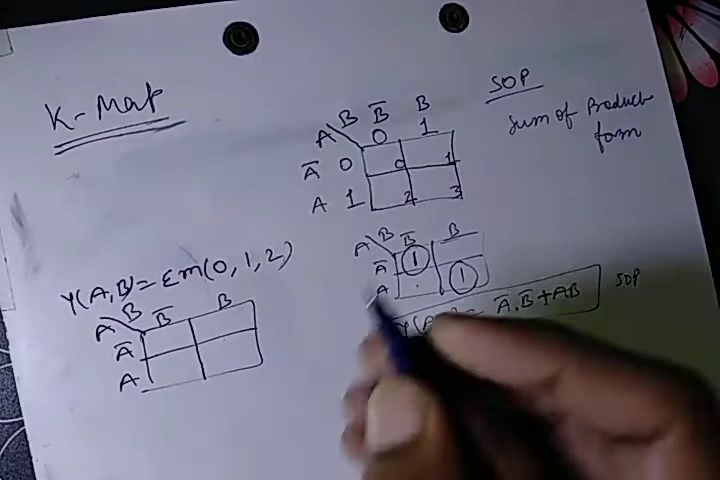 K-Map
SOP
Sum of Product
form
A B B̅ B
0 1
A̅ 0 0 1
A 1 2 3
Y(A,B)= Σm(0,1,2)
A B B̅ B
A̅
A
A B B̅ B
A̅ 1
A 1
A̅.B̅+AB
SOP